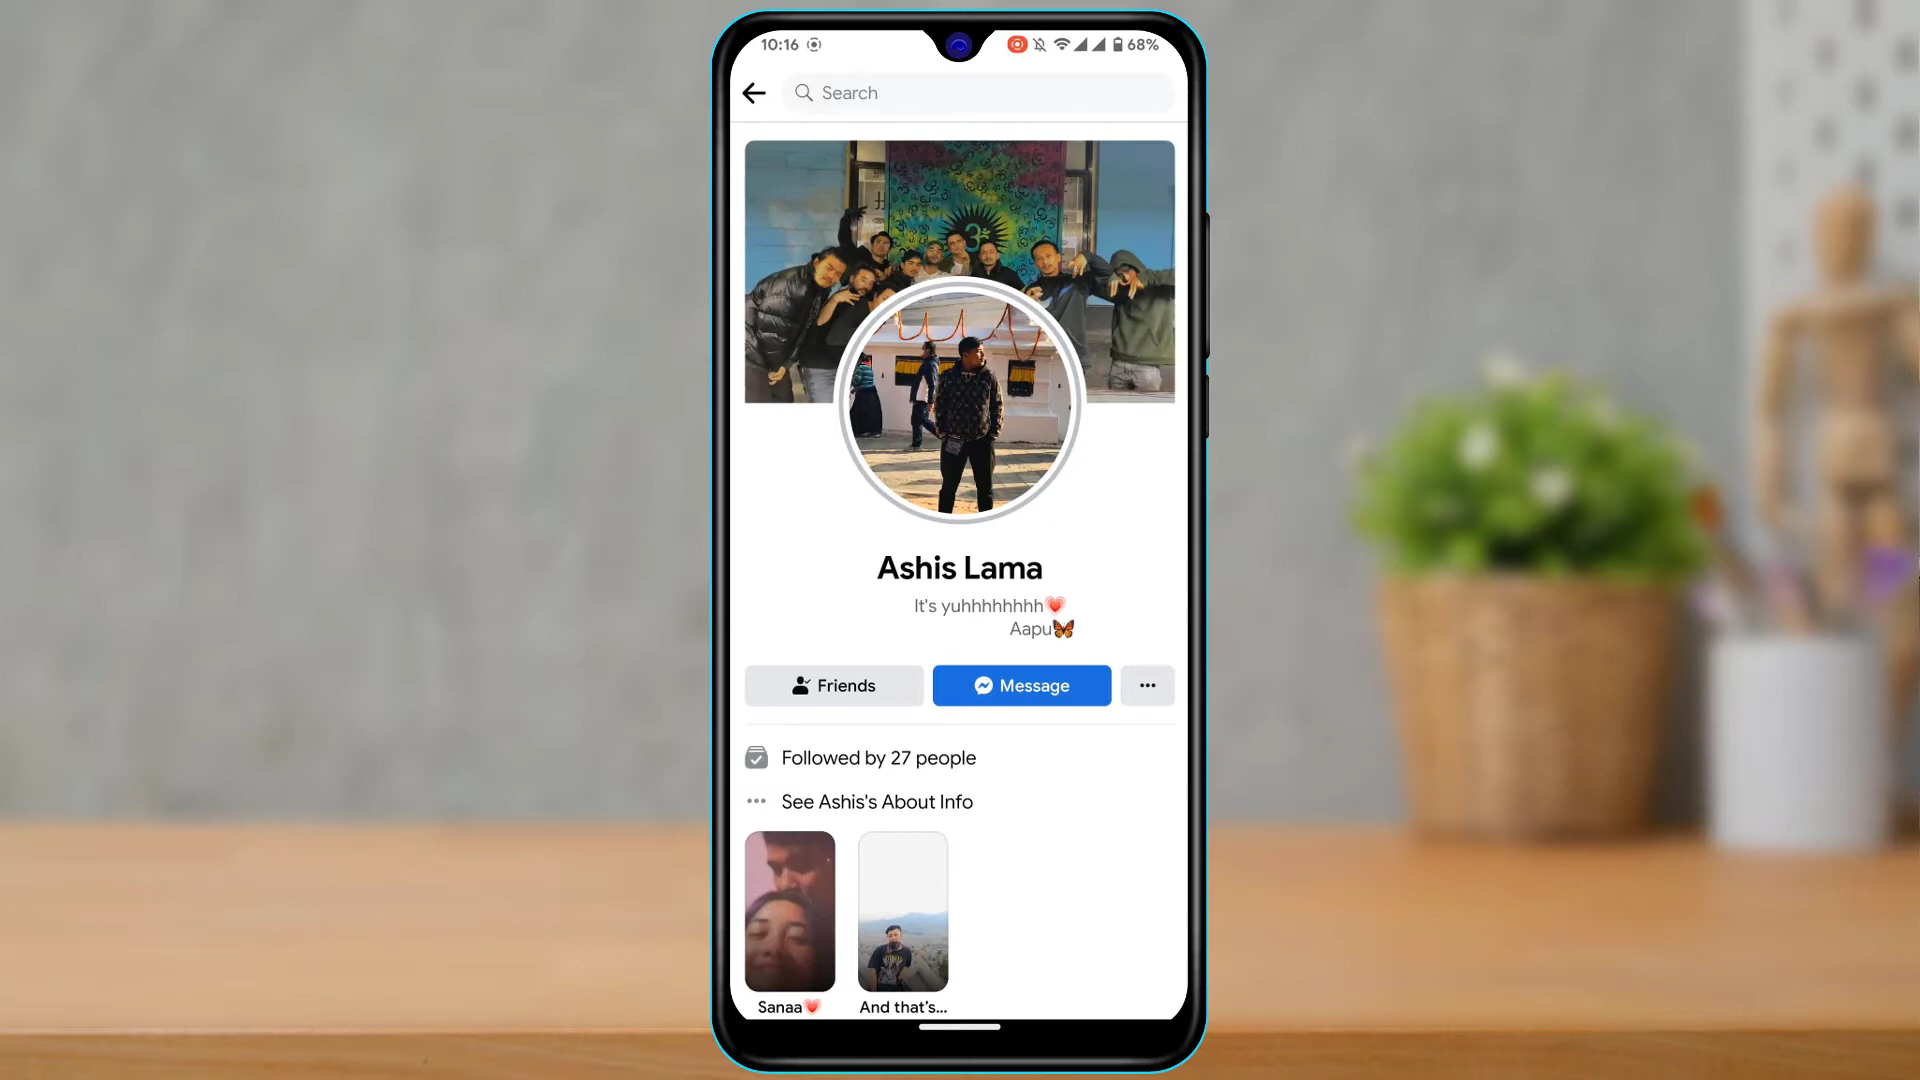 10:16
68%
Search
Ashis Lama
It's yuhhhhhhhh💗
Aapu🦋
Friends
Message
Followed by 27 people
See Ashis's About Info
Sanaa💗
And that's...